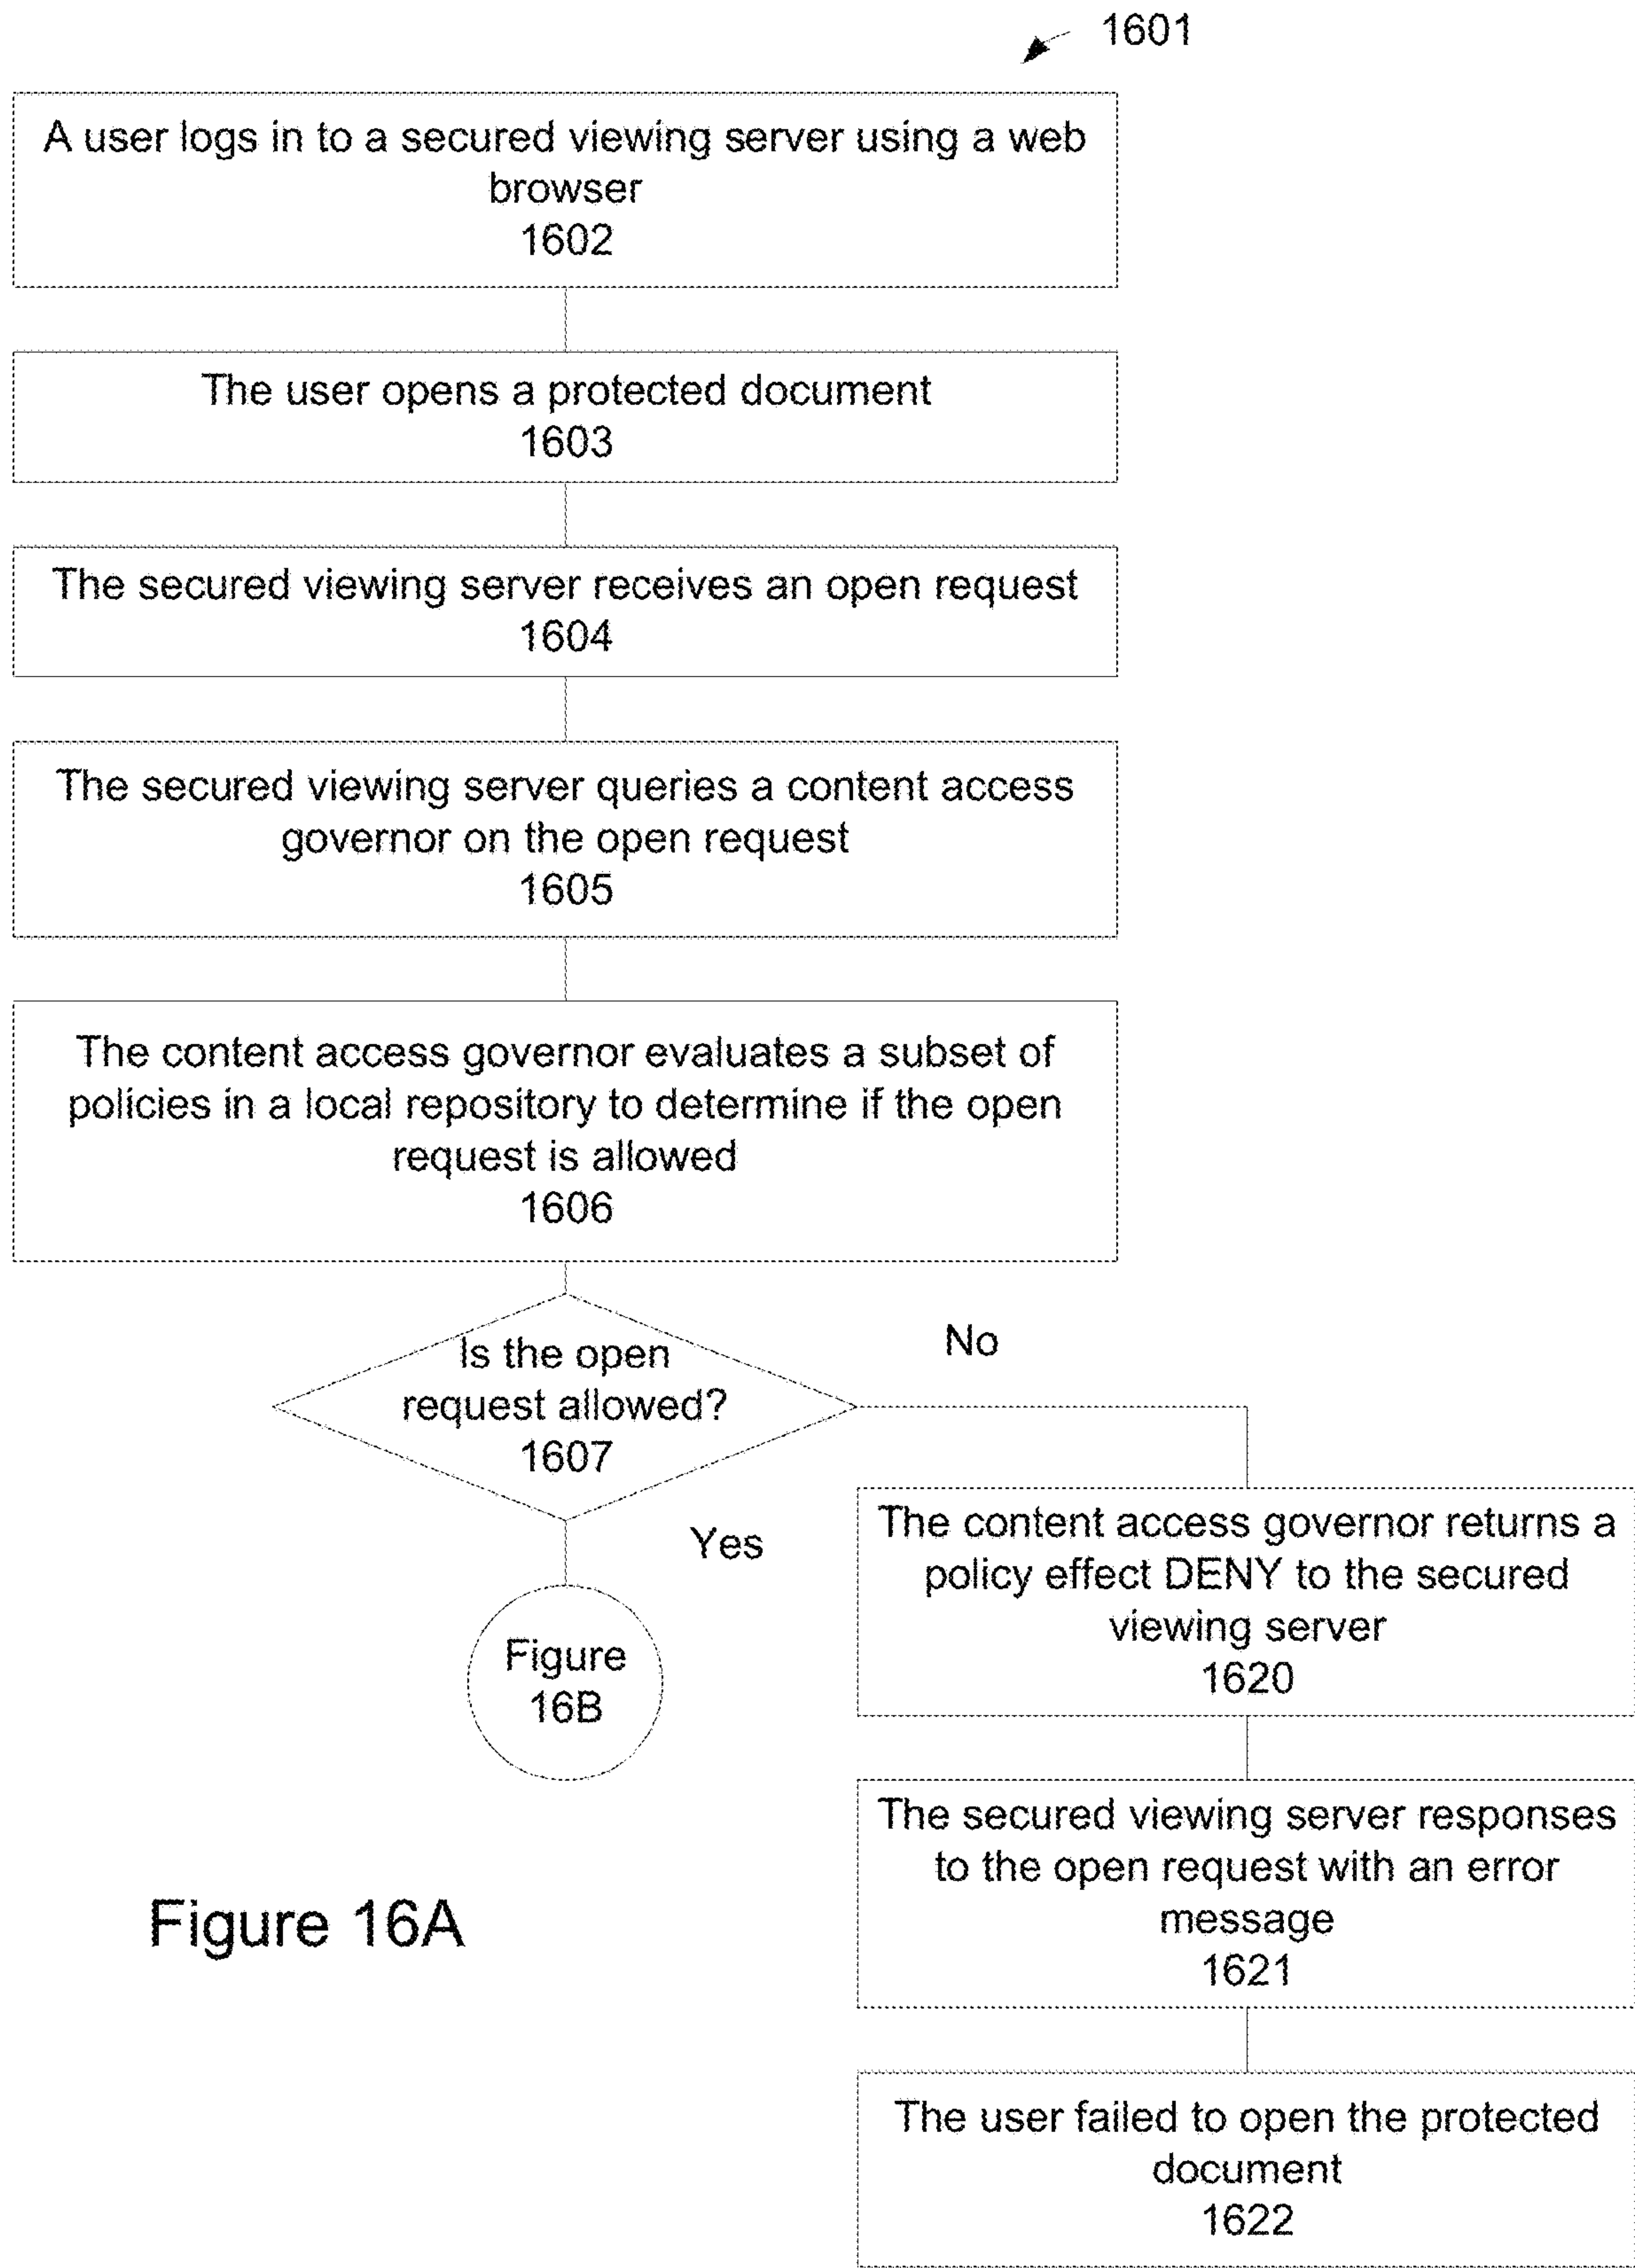 1601
A user logs in to a secured viewing server using a web
browser
1602
The user opens a protected document
1603
The secured viewing server receives an open request
1604
The secured viewing server queries a content access
governor on the open request
1605
The content access governor evaluates a subset of
policies in a local repository to determine if the open
request is allowed
1606
Is the open
request allowed?
1607
No
Yes
Figure
16B
The content access governor returns a
policy effect DENY to the secured
viewing server
1620
The secured viewing server responses
to the open request with an error
message
1621
The user failed to open the protected
document
1622
Figure 16A